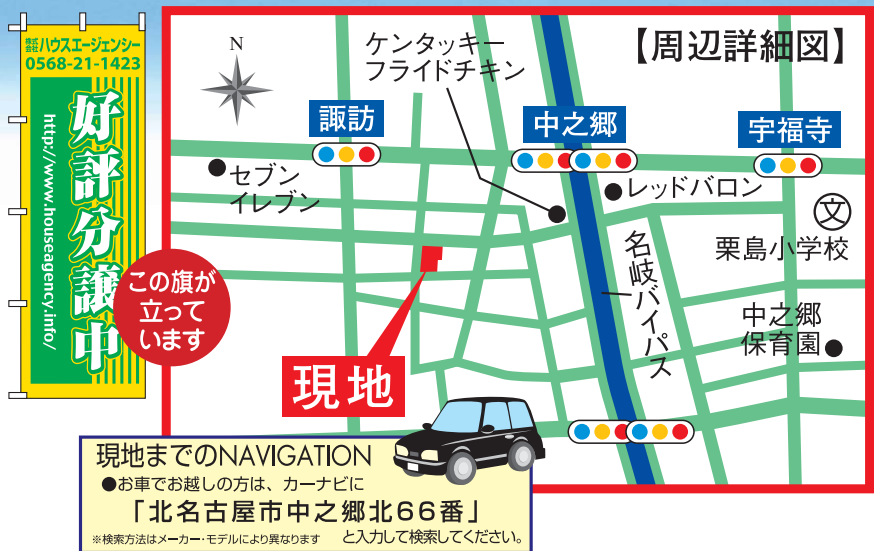 株式会社ハウスエージェンシー
0568-21-1423
好評分譲中
http://www.houseagency.info/
この旗が
立って
います
【周辺詳細図】
N
ケンタッキー
フライドチキン
諏訪
中之郷
宇福寺
セブン
イレブン
レッドバロン
文
栗島小学校
名岐バイパス
中之郷
保育園
現地
現地までのNAVIGATION
●お車でお越しの方は、カーナビに
「北名古屋市中之郷北66番」
※検索方法はメーカー・モデルにより異なります と入力して検索してください。